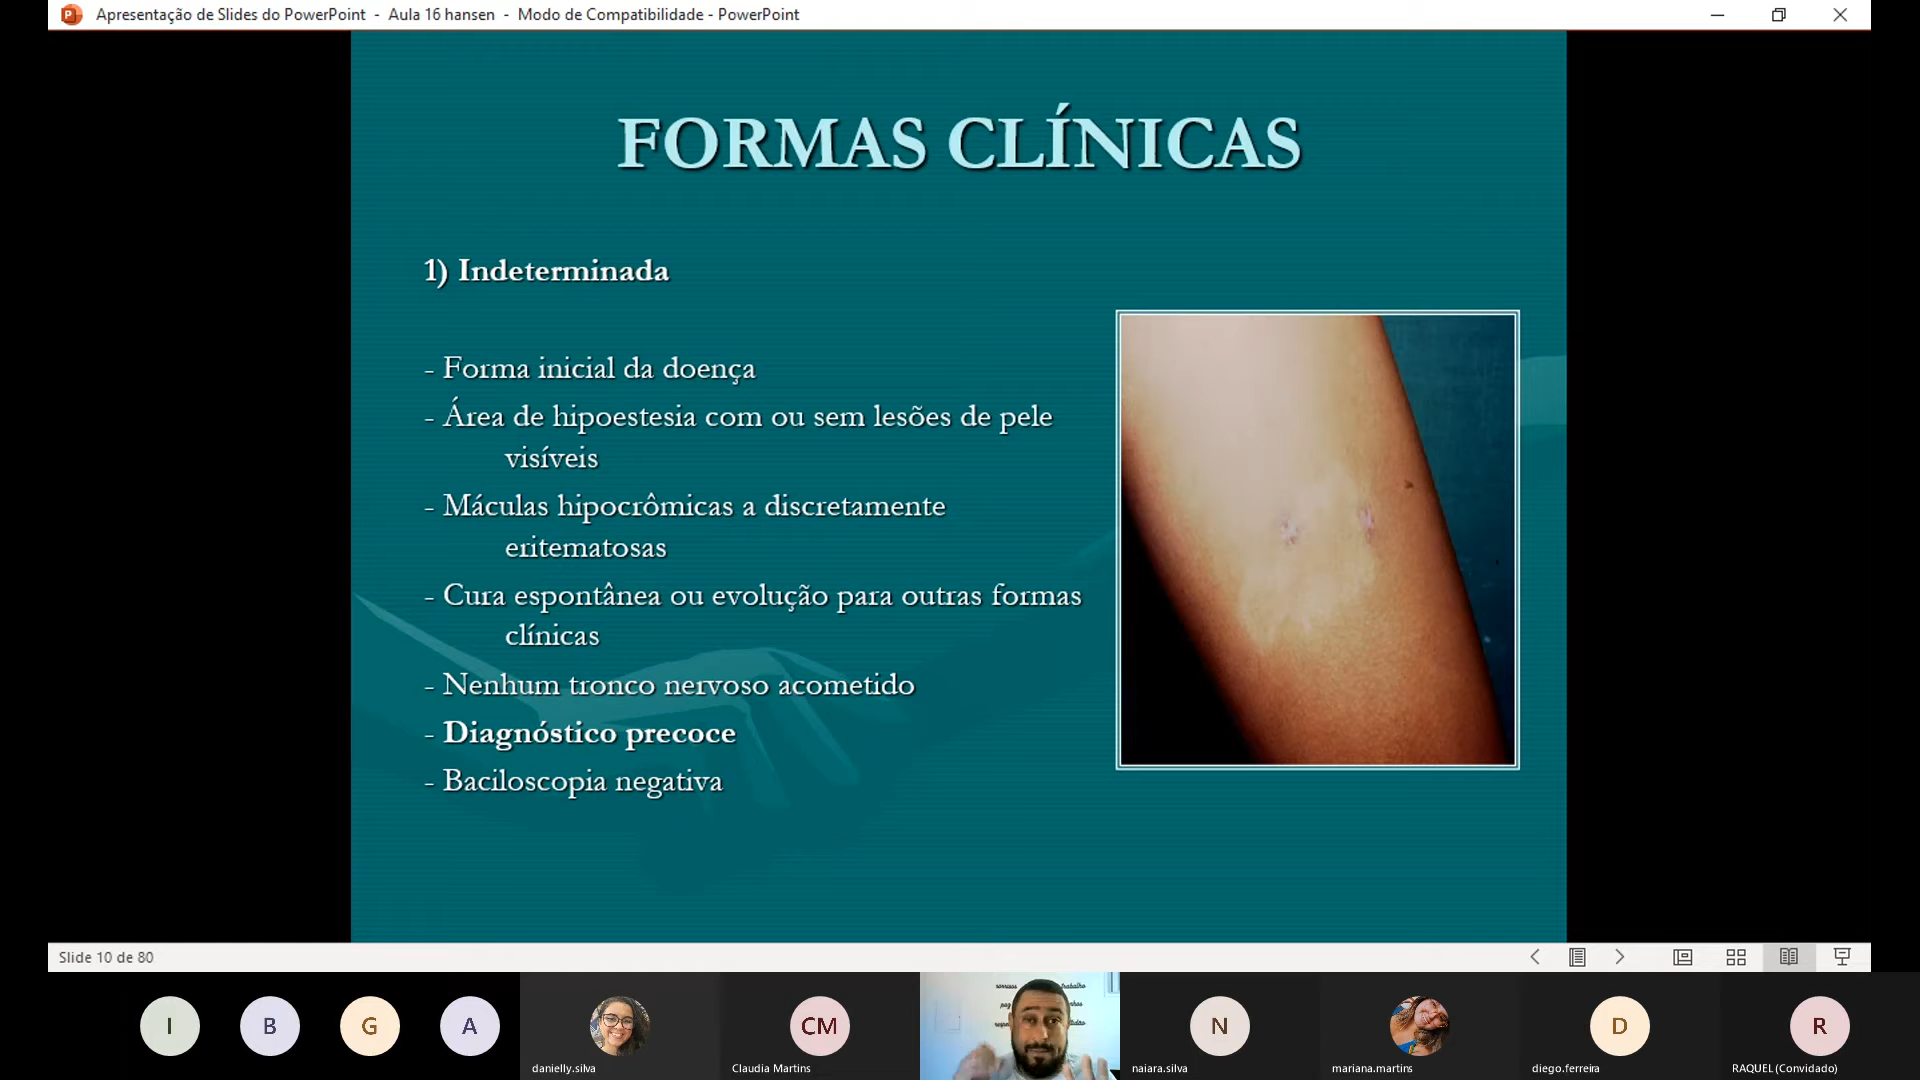 Apresentação de Slides do PowerPoint - Aula 16 hansen - Modo de Compatibilidade - PowerPoint
FORMAS CLÍNICAS
1) Indeterminada
- Forma inicial da doença
- Área de hipoestesia com ou sem lesões de pele
visíveis
- Máculas hipocrômicas a discretamente
eritematosas
- Cura espontânea ou evolução para outras formas
clínicas
- Nenhum tronco nervoso acometido
- Diagnóstico precoce
- Baciloscopia negativa
Slide 10 de 80
I
B
G
A
danielly.silva
CM
Claudia Martins
N
naiara.silva
mariana.martins
D
diego.ferreira
R
RAQUEL (Convidado)